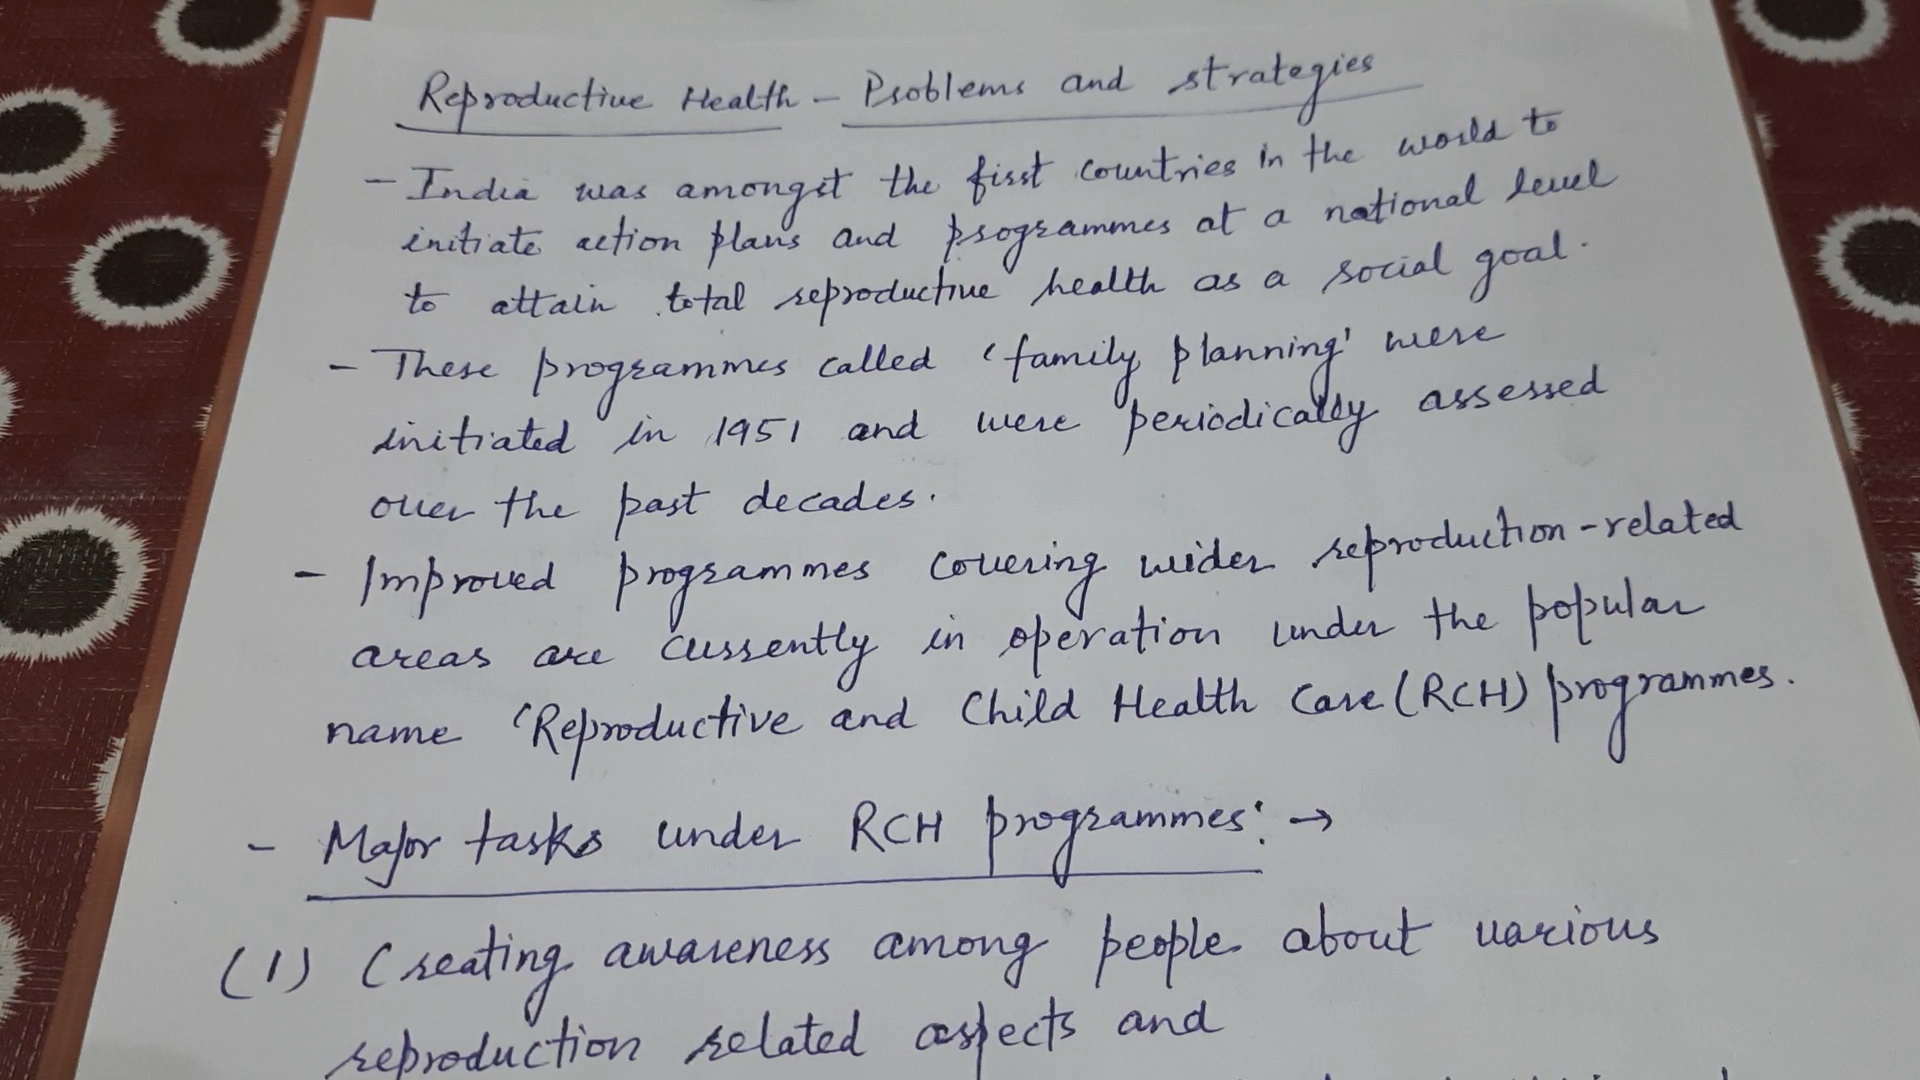 Reproductive Health - Problems and strategies
- India was amongst the first countries in the world to
initiate action plans and programmes at a national level
to attain total reproductive health as a social goal.
- These programmes called 'family planning' were
initiated in 1951 and were periodically assessed
over the past decades.
- Improved programmes covering wider reproduction-related
areas are currently in operation under the popular
name 'Reproductive and Child Health Care (RCH) programmes.
- Major tasks under RCH programmes: →
(1) Creating awareness among people about various
reproduction related aspects and